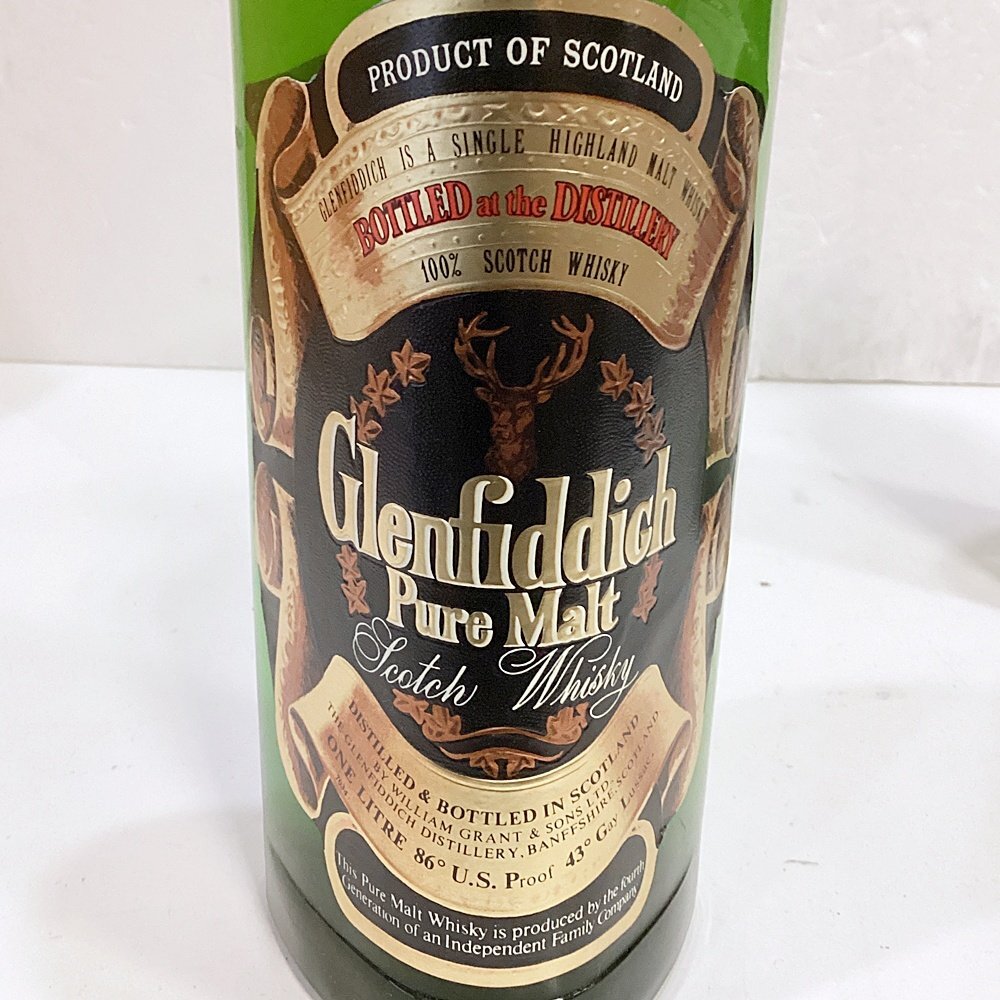 PRODUCT OF SCOTLAND
GLENFIDDICH IS A SINGLE HIGHLAND MALT WHISKY
BOTTLED at the DISTILLERY
100% SCOTCH WHISKY
Glenfiddich
Pure Malt
Scotch Whisky
DISTILLED & BOTTLED IN SCOTLAND
BY WILLIAM GRANT & SONS LTD.,
THE GLENFIDDICH DISTILLERY, BANFFSHIRE, SCOTLAND
ONE LITRE 86° U.S. Proof 43° Gay Lussac
This Pure Malt Whisky is produced by the fourth
Generation of an Independent Family Company